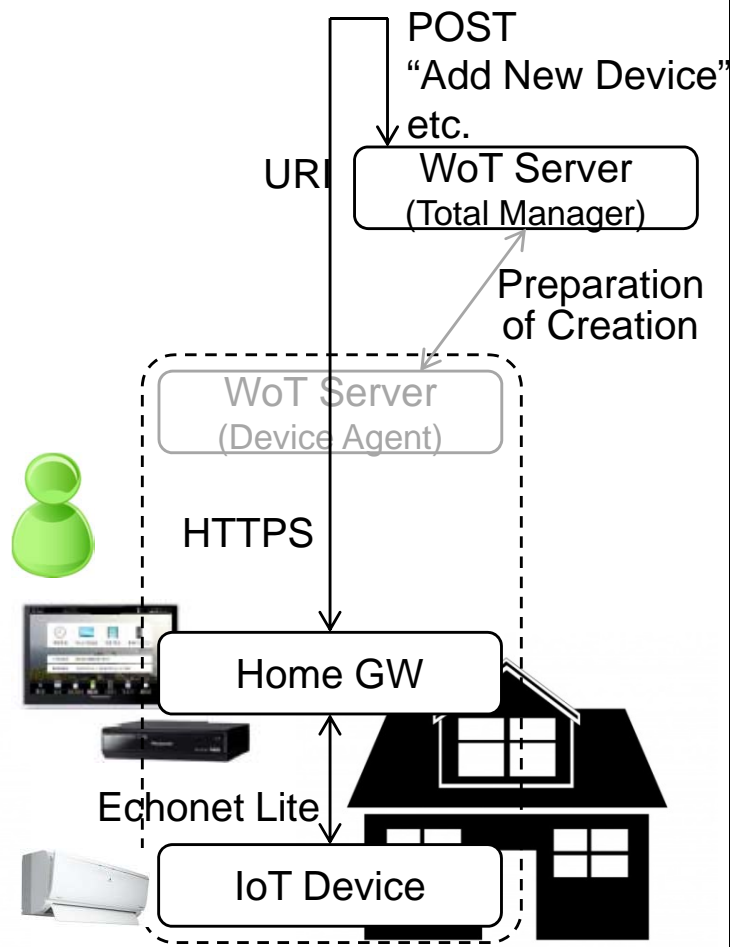 POST
“Add New Device”
etc.
URI
WoT Server
(Total Manager)
Preparation
of Creation
WoT Server
(Device Agent)
HTTPS
Home GW
Echonet Lite
IoT Device